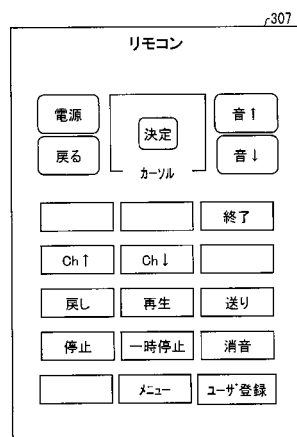 307
リモコン
電源
決定
音↑
戻る
音↓
カーソル
終了
Ch↑
Ch↓
戻し
再生
送り
停止
一時停止
消音
メニュー
ユーザ登録